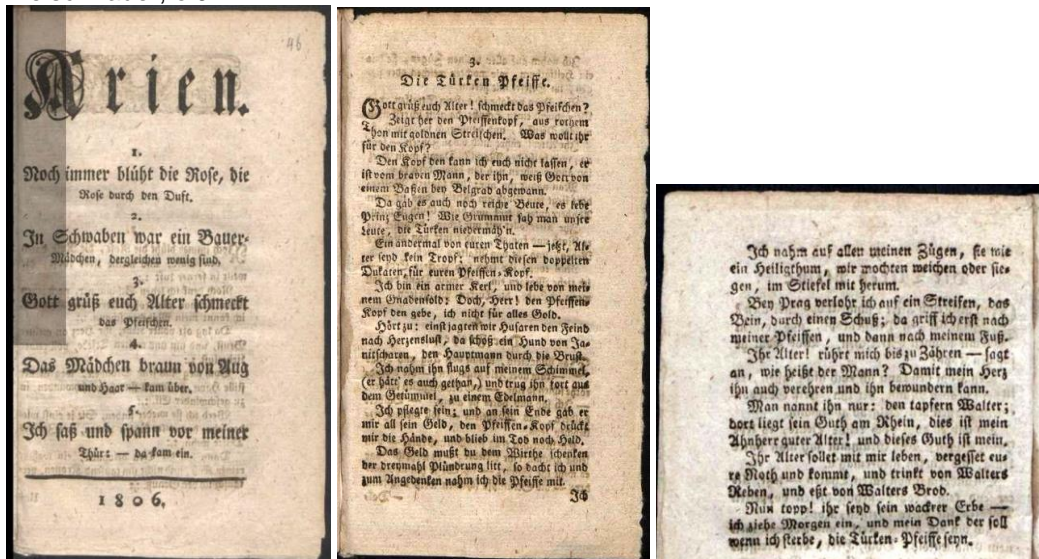 46
Arien.
1.
Noch immer blüht die Rose, die
Rose durch den Duft.
2.
In Schwaben war ein Bauer-
Mädchen, dergleichen wenig sind.
3.
Gott grüß euch Alter schmeckt
das Pfeifchen.
4.
Das Mädchen braun von Aug
und Haar — kam über.
5.
Ich saß und spann vor meiner
Thür: — da kam ein.
1806.
3.
Die Türken Pfeiffe.
Gott grüß euch Alter! schmeckt das Pfeifchen?
Zeigt her den Pfeiffenkopf, aus rothem
Thon mit goldnen Streifchen. Was wollt ihr
für den Kopf?
Den Kopf den kann ich euch nicht lassen, er
ist vom braven Mann, der ihn, weiß Gott von
einem Baßen bey Belgrad abgewann.
Da gab es auch noch reiche Beute, es lebe
Prinz Eugen! Wie Grummut sah man unsre
Leute, die Türken niedermäh'n.
Ein andermal von euren Thaten — jetzt, Al-
ter seyd kein Tropf: nehmt diesen doppelten
Dukaten, für euren Pfeiffen-Kopf.
Ich bin ein armer Kerl, und lebe von mei-
nem Gnadensold: Doch, Herr! den Pfeiffen-
Kopf den gebe, ich nicht für alles Gold.
Hört zu: einst jagten wir Husaren den Feind
nach Herzenslust, da schoß ein Hund von Ja-
nitscharen, den Hauptmann durch die Brust.
Ich nahm ihn flugs auf meinem Schimmel,
(er hätt' es auch gethan,) und trug ihn fort aus
dem Getümmel, zu einem Edelmann.
Ich pflegte sein; und an sein Ende gab er
mir all sein Geld, den Pfeiffen-Kopf drückt
mir die Hände, und blieb im Tod noch Held.
Das Geld mußt du dem Wirthe schenken
der dreymahl Plündrung litt, so dacht ich und
zum Angedenken nahm ich die Pfeiffe mit.
Ich
Ich nahm auf allen meinen Zügen, sie wie
ein Heiligthum, wir mochten weichen oder sie-
gen, im Stiefel mit herum.
Bey Prag verlohr ich auf ein Streifen, das
Bein, durch einen Schuß; da griff ich erst nach
meiner Pfeiffen, und dann nach meinem Fuß.
Ihr Alter! rührt mich bis zu Zähren — sagt
an, wie heißt der Mann? Damit mein Herz
ihn auch verehren und ihn bewundern kann.
Man nannt ihn nur: den tapfern Walter;
dort liegt sein Guth am Rhein, dies ist mein
Ahnherr guter Alter! und dieses Guth ist mein.
Ihr Alter sollet mit mir leben, vergesset eu-
re Noth und kommt, und trinkt von Walters
Reben, und eßt von Walters Brod.
Nun topp! ihr seyd sein wackrer Erbe —
ich ziehe Morgen ein, und mein Dank der soll
wenn ich sterbe, die Türken-Pfeiffe seyn.